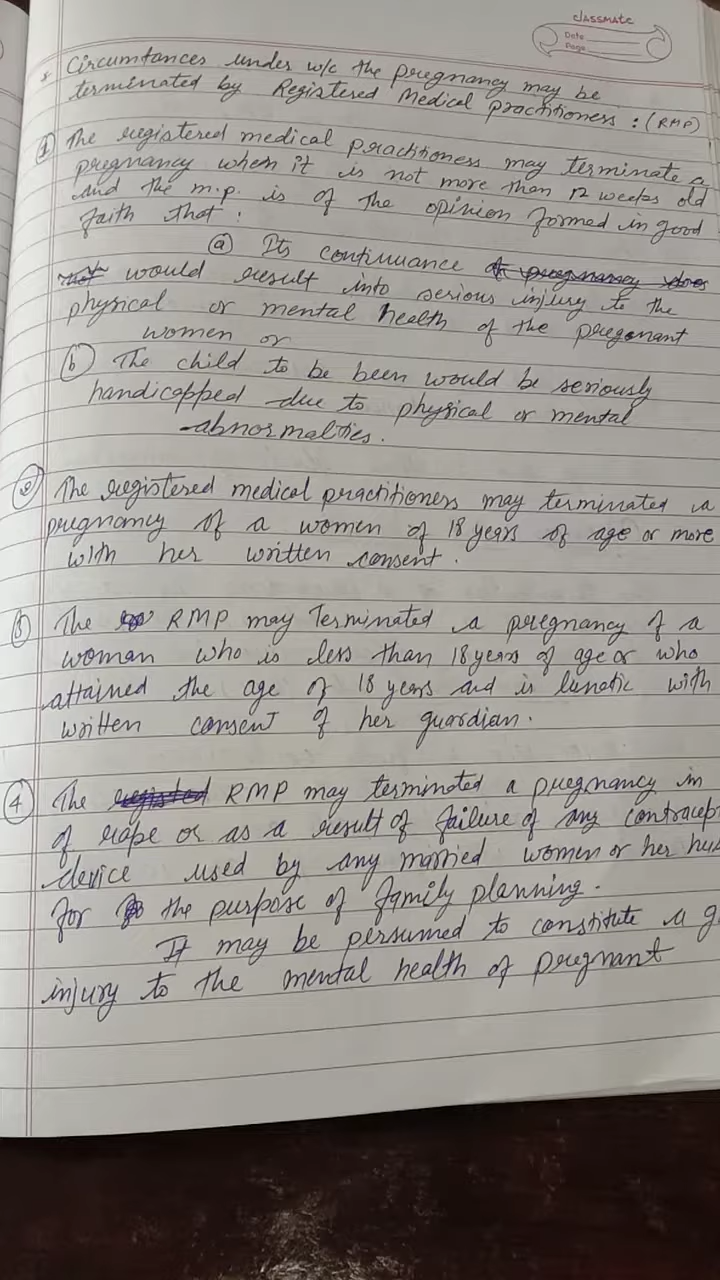 classmate
Date
Page
* Circumtances under w/c the pregnancy may be
terminated by Registered Medical practitioners : (RMP)
① The registered medical practioness may terminate a
pregnancy when it is not more than 12 weeks old
and the m.p. is of the opinion formed in good
faith that :
ⓐ Its continuance
would result into serious injury to the
physical or mental health of the pregonant
women or
ⓑ The child to be been would be seriously
handicapped due to physical or mental
abnormalties.
② The registered medical practitioners may terminated a
pregnancy of a women of 18 years of age or more
with her written consent.
③ The RMP may Terminated a pregnancy of a
woman who is less than 18 years of age or who
attained the age of 18 years and is lunatic with
written consent of her guardian.
④ The RMP may terminated a pregnancy in
of rape or as a result of failure of any contracep
device used by any married women or her hus
for the purpose of family planning.
It may be persumed to constitute a g
injury to the mental health of pregnant